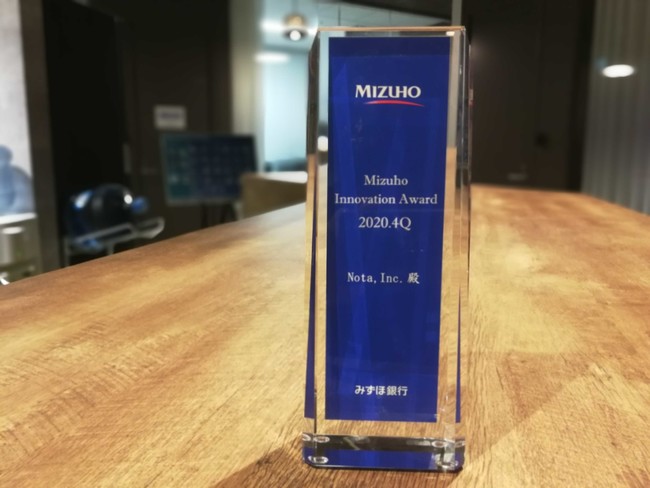 MIZUHO
Mizuho
Innovation Award
2020.4Q
Nota,Inc. 殿
みずほ銀行